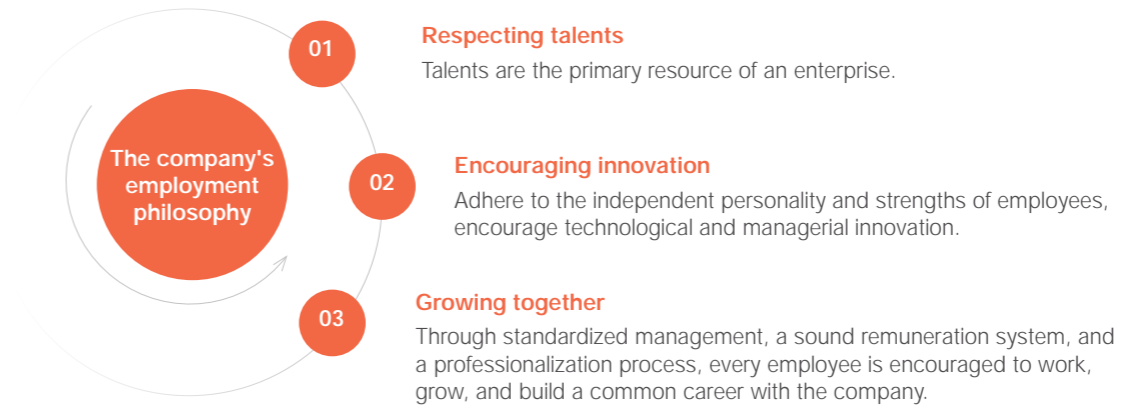 The company's
employment
philosophy
01
Respecting talents
Talents are the primary resource of an enterprise.
02
Encouraging innovation
Adhere to the independent personality and strengths of employees,
encourage technological and managerial innovation.
03
Growing together
Through standardized management, a sound remuneration system, and
a professionalization process, every employee is encouraged to work,
grow, and build a common career with the company.